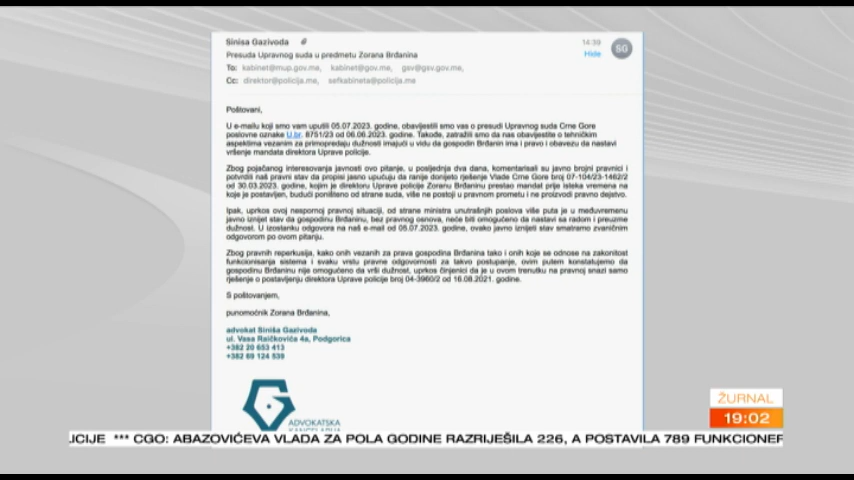 Sinisa Gazivoda
14:39
Presuda Upravnog suda u predmetu Zorana Brđanina
Hide
SG
To: kabinet@mup.gov.me, kabinet@gov.me, gsv@gsv.gov.me,
Cc: direktor@policija.me, sefkabineta@policija.me
Poštovani,
U e-mailu koji smo vam uputili 05.07.2023. godine, obavijestili smo vas o presudi Upravnog suda Crne Gore
poslovne oznake U.br. 8751/23 od 06.06.2023. godine. Takođe, zatražili smo da nas obavijestite o tehničkim
aspektima vezanim za primopredaju dužnosti imajući u vidu da gospodin Brđanin ima i pravo i obavezu da nastavi
vršenje mandata direktora Uprave policije.
Zbog pojačanog interesovanja javnosti ovo pitanje, u posljednja dva dana, komentarisali su javno brojni pravnici i
potvrdili naš pravni stav da propisi jasno upućuju da ranije donijeto rješenje Vlade Crne Gore broj 07-104/23-1462/2
od 30.03.2023. godine, kojim je direktoru Uprave policije Zoranu Brđaninu prestao mandat prije isteka vremena na
koje je postavljen, budući poništeno od strane suda, više ne postoji u pravnom prometu i ne proizvodi pravno dejstvo.
Ipak, uprkos ovoj nespornoj pravnoj situaciji, od strane ministra unutrašnjih poslova više puta je u međuvremenu
javno iznijet stav da gospodinu Brđaninu, bez pravnog osnova, neće biti omogućeno da nastavi sa radom i preuzme
dužnost. U izostanku odgovora na naš e-mail od 05.07.2023. godine, ovako javno iznijeti stav smatramo zvaničnim
odgovorom po ovom pitanju.
Zbog pravnih reperkusija, kako onih vezanih za prava gospodina Brđanina tako i onih koje se odnose na zakonitost
funkcionisanja sistema i svaku vrstu pravne odgovornosti za takvo postupanje, ovim putem konstatujemo da
gospodinu Brđaninu nije omogućeno da vrši dužnost, uprkos činjenici da je u ovom trenutku na pravnoj snazi samo
rješenje o postavljenju direktora Uprave policije broj 04-3960/2 od 16.08.2021. godine.
S poštovanjem,
punomoćnik Zorana Brđanina,
advokat Siniša Gazivoda
ul. Vasa Raičkovića 4a, Podgorica
+382 20 653 413
+382 69 124 539
ADVOKATSKA
KANCELARIJA
ŽURNAL
19:02
LICIJE *** CGO: ABAZOVIĆEVA VLADA ZA POLA GODINE RAZRIJEŠILA 226, A POSTAVILA 789 FUNKCIONER